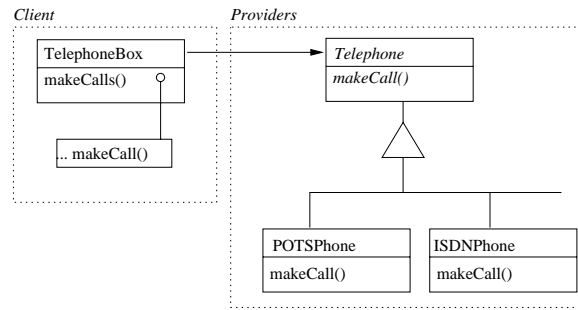 Client
Providers
TelephoneBox
makeCalls()
... makeCall()
Telephone
makeCall()
POTSPhone
makeCall()
ISDNPhone
makeCall()